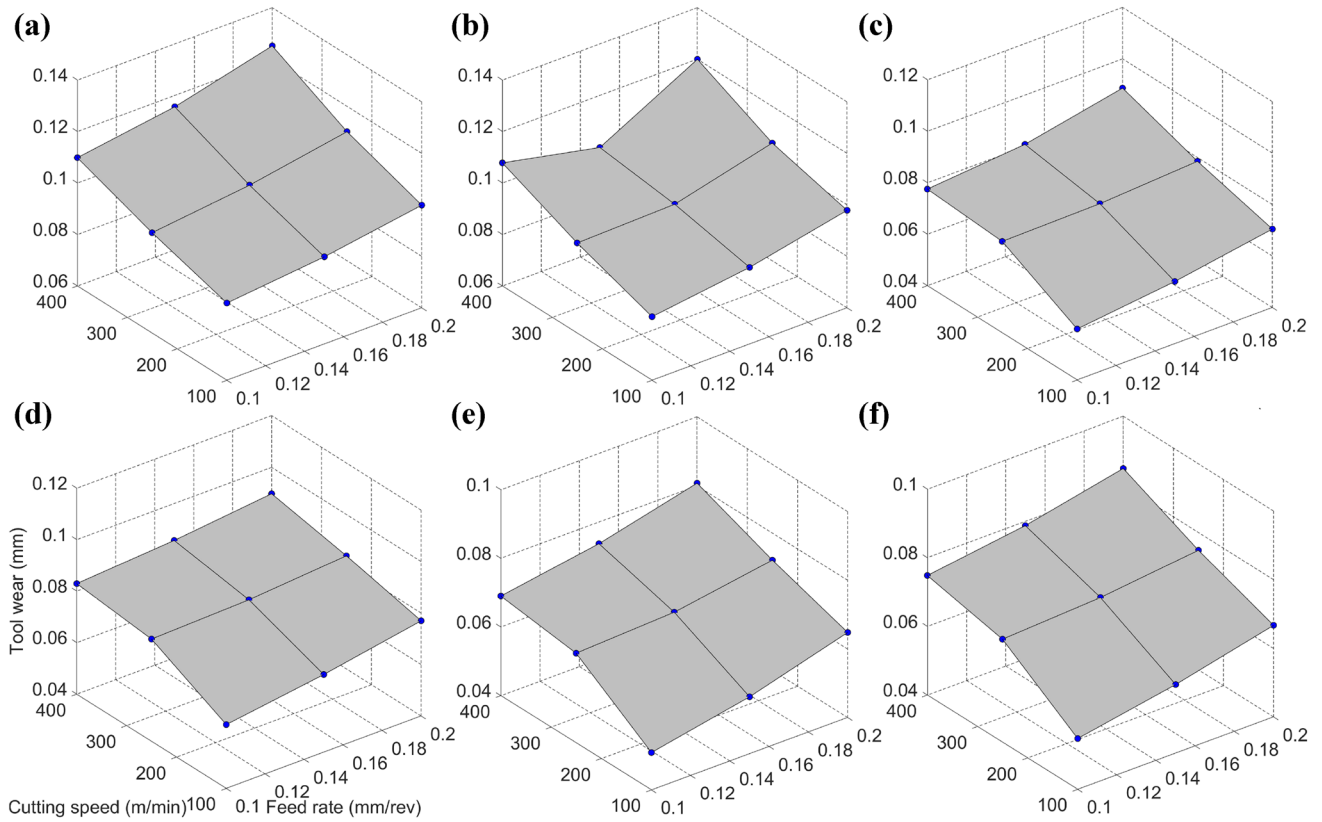 (a) (b) (c)
0.14 0.14 0.12
0.12 0.12 0.1
0.1 0.1 0.08
0.08 0.08 0.06
0.06 0.06 0.04
400 300 200 100 0.1 0.12 0.14 0.16 0.18 0.2
400 300 200 100 0.1 0.12 0.14 0.16 0.18 0.2
400 300 200 100 0.1 0.12 0.14 0.16 0.18 0.2
(d) (e) (f)
0.12 0.1 0.1
0.1 0.08 0.08
0.08 0.06 0.06
0.06 0.04 0.04
0.04
Tool wear (mm)
400 300 200 100 0.1 0.12 0.14 0.16 0.18 0.2
400 300 200 100 0.1 0.12 0.14 0.16 0.18 0.2
400 300 200 100 0.1 0.12 0.14 0.16 0.18 0.2
Cutting speed (m/min) Feed rate (mm/rev)